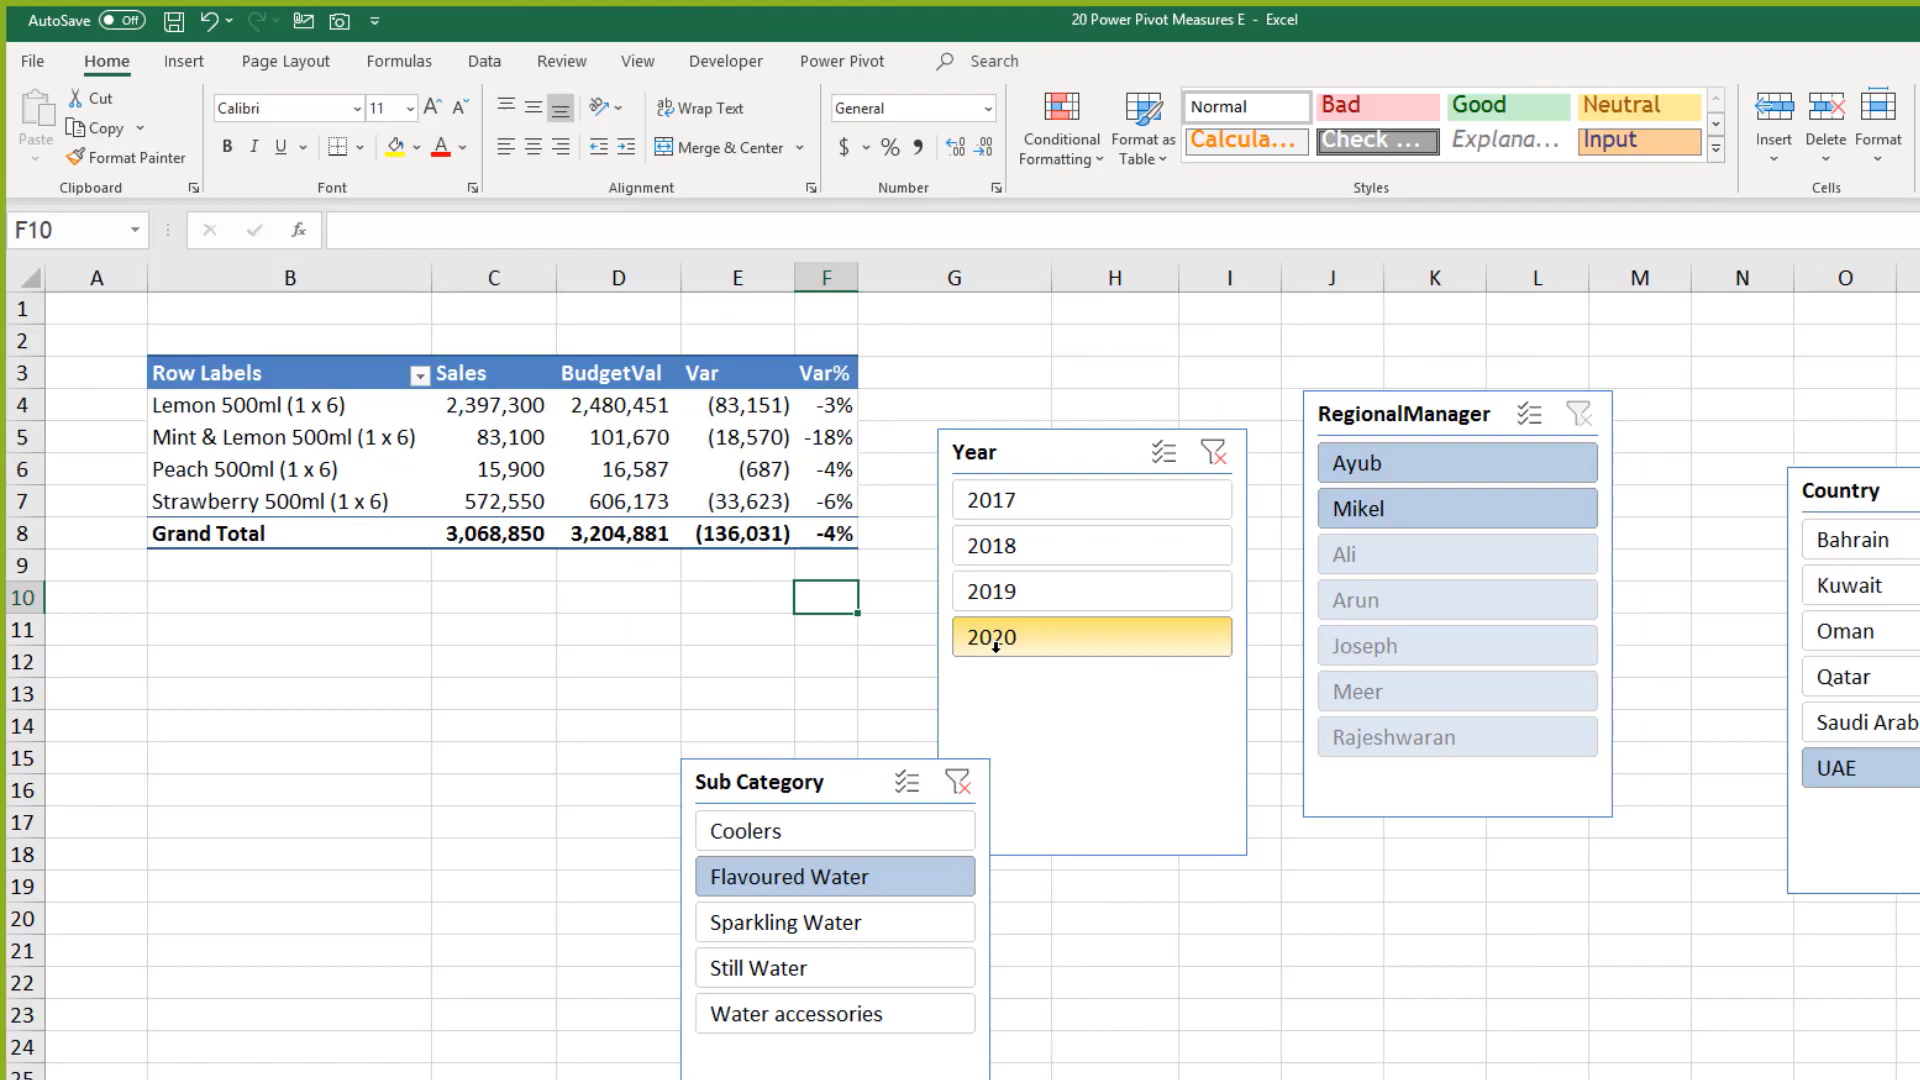 AutoSave Off
20 Power Pivot Measures E - Excel
File Home Insert Page Layout Formulas Data Review View Developer Power Pivot Search
Paste
Cut
Copy
Format Painter
Clipboard
Calibri 11
B I U
Font
Wrap Text
Merge & Center
Alignment
General
$ % 9
Number
Conditional Formatting
Format as Table
Normal Bad Good Neutral
Calcula... Check ... Explana... Input
Styles
Insert Delete Format
Cells
F10
fx
A B C D E F G H I J K L M N O
1
2
3 Row Labels Sales BudgetVal Var Var%
4 Lemon 500ml (1 x 6) 2,397,300 2,480,451 (83,151) -3%
5 Mint & Lemon 500ml (1 x 6) 83,100 101,670 (18,570) -18%
6 Peach 500ml (1 x 6) 15,900 16,587 (687) -4%
7 Strawberry 500ml (1 x 6) 572,550 606,173 (33,623) -6%
8 Grand Total 3,068,850 3,204,881 (136,031) -4%
9
10
11
12
13
14
15
16
17
18
19
20
21
22
23
24
25
Year
2017
2018
2019
2020
RegionalManager
Ayub
Mikel
Ali
Arun
Joseph
Meer
Rajeshwaran
Country
Bahrain
Kuwait
Oman
Qatar
Saudi Arab
UAE
Sub Category
Coolers
Flavoured Water
Sparkling Water
Still Water
Water accessories